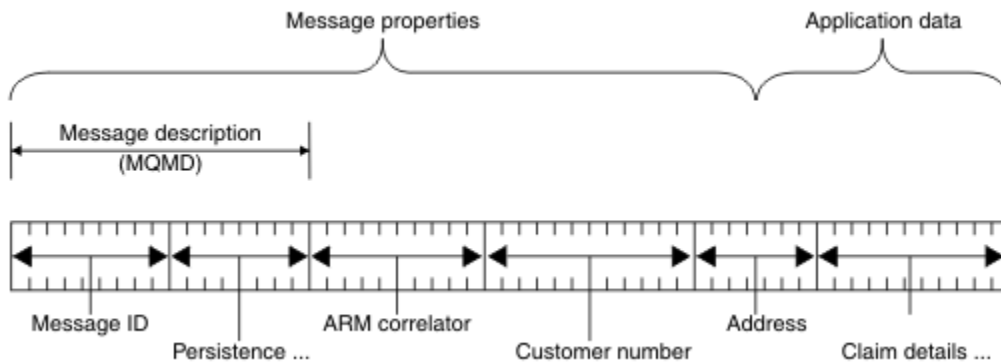 Message properties
Application data
Message description
(MQMD)
Message ID
ARM correlator
Address
Persistence ...
Customer number
Claim details ...